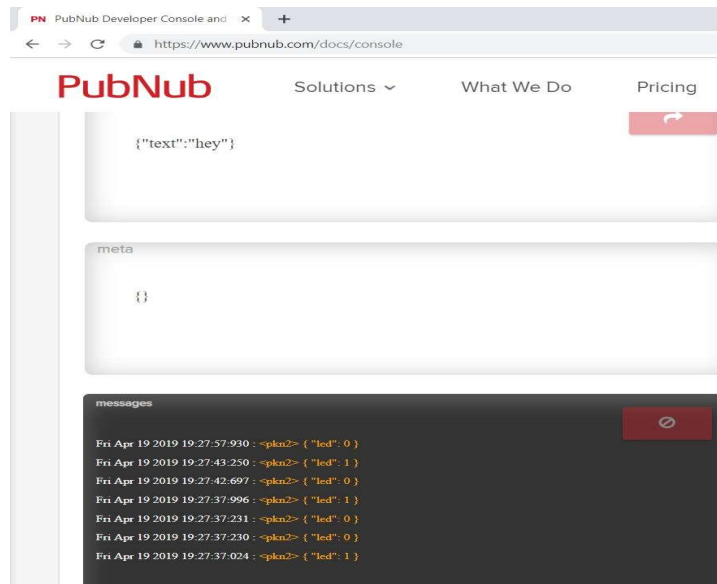 PN PubNub Developer Console and
https://www.pubnub.com/docs/console
PubNub Solutions What We Do Pricing
{"text":"hey"}
meta
{}
messages
Fri Apr 19 2019 19:27:57:930 : <pkn2> { "led": 0 }
Fri Apr 19 2019 19:27:43:250 : <pkn2> { "led": 1 }
Fri Apr 19 2019 19:27:42:697 : <pkn2> { "led": 0 }
Fri Apr 19 2019 19:27:37:996 : <pkn2> { "led": 1 }
Fri Apr 19 2019 19:27:37:231 : <pkn2> { "led": 0 }
Fri Apr 19 2019 19:27:37:230 : <pkn2> { "led": 0 }
Fri Apr 19 2019 19:27:37:024 : <pkn2> { "led": 1 }